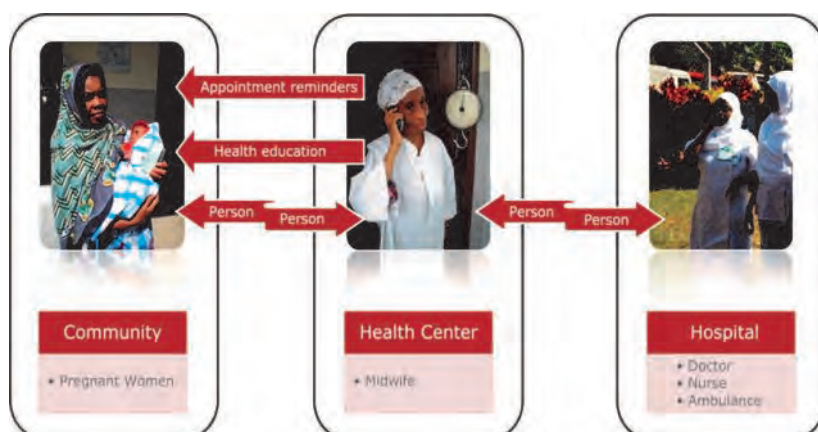 Appointment reminders
Health education
Person
Person
Person
Person
Community
• Pregnant Women
Health Center
• Midwife
Hospital
• Doctor
• Nurse
• Ambulance